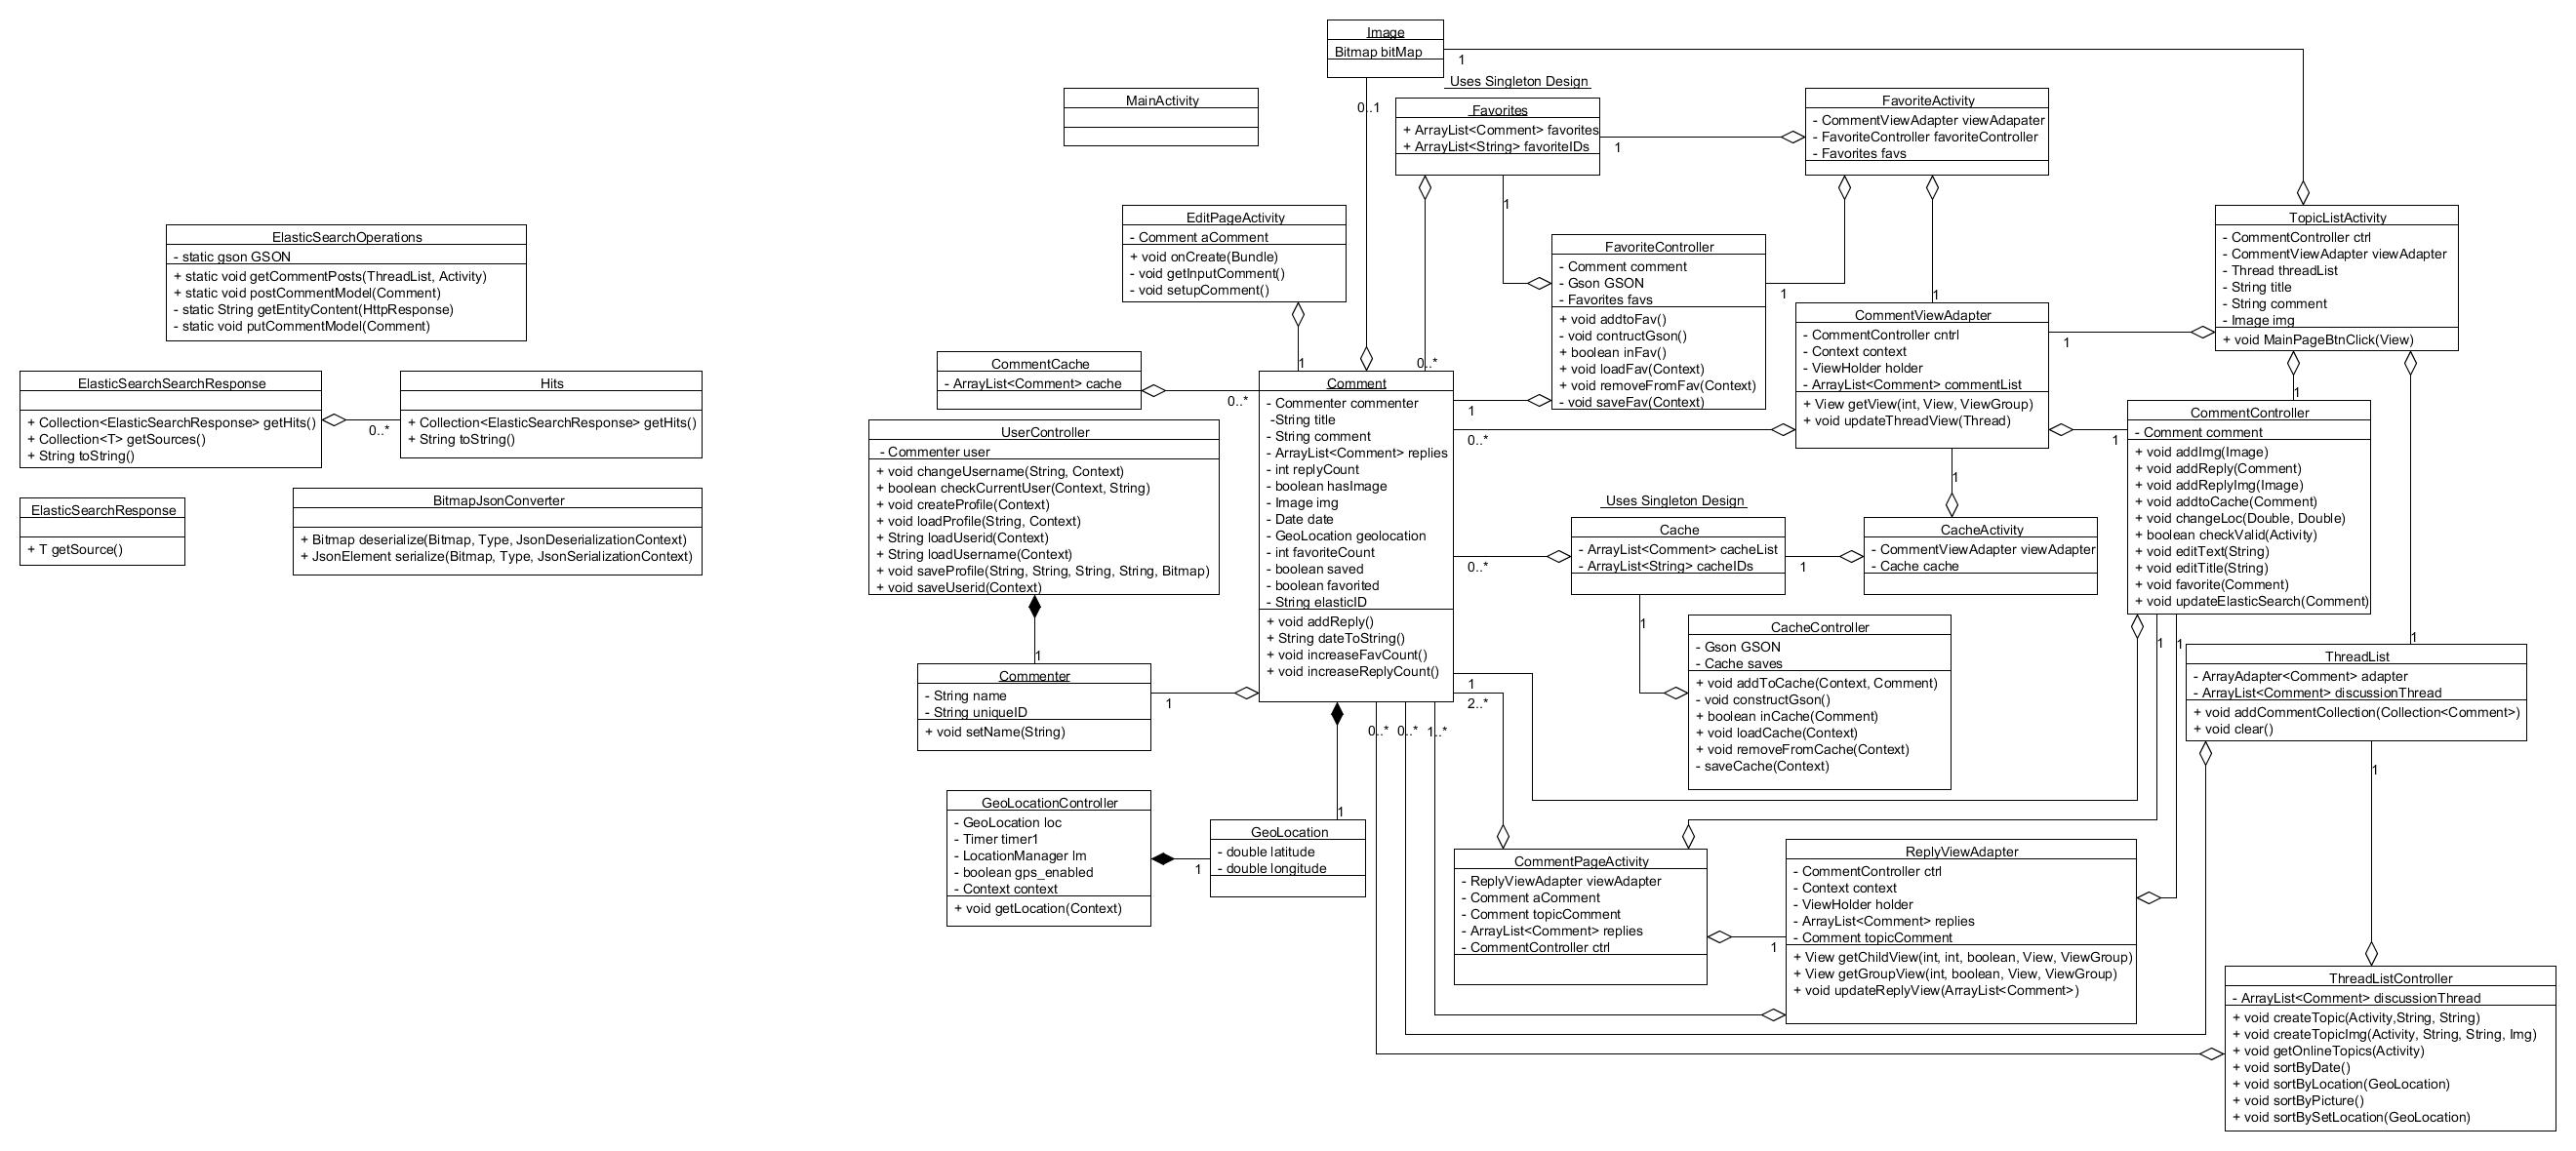 Image
Bitmap bitMap
1
Uses Singleton Design
0..1
MainActivity
Favorites
+ ArrayList<Comment> favorites
+ ArrayList<String> favoriteIDs
1
1
0..*
FavoriteActivity
- CommentViewAdapter viewAdapater
- FavoriteController favoriteController
- Favorites favs
EditPageActivity
- Comment aComment
+ void onCreate(Bundle)
- void getInputComment()
- void setupComment()
1
FavoriteController
- Comment comment
- Gson GSON
- Favorites favs
+ void addtoFav()
- void contructGson()
+ boolean inFav()
+ void loadFav(Context)
+ void removeFromFav(Context)
- void saveFav(Context)
1
1
TopicListActivity
- CommentController ctrl
- CommentViewAdapter viewAdapter
- Thread threadList
- String title
- String comment
- Image img
+ void MainPageBtnClick(View)
ElasticSearchOperations
- static gson GSON
+ static void getCommentPosts(ThreadList, Activity)
+ static void postCommentModel(Comment)
- static String getEntityContent(HttpResponse)
- static void putCommentModel(Comment)
CommentViewAdapter
- CommentController cntrl
- Context context
- ViewHolder holder
- ArrayList<Comment> commentList
+ View getView(int, View, ViewGroup)
+ void updateThreadView(Thread)
1
1
1
CommentCache
- ArrayList<Comment> cache
0..*
ElasticSearchSearchResponse
+ Collection<ElasticSearchResponse> getHits()
+ Collection<T> getSources()
+ String toString()
0..*
Hits
+ Collection<ElasticSearchResponse> getHits()
+ String toString()
ElasticSearchResponse
+ T getSource()
BitmapJsonConverter
+ Bitmap deserialize(Bitmap, Type, JsonDeserializationContext)
+ JsonElement serialize(Bitmap, Type, JsonSerializationContext)
UserController
- Commenter user
+ void changeUsername(String, Context)
+ boolean checkCurrentUser(Context, String)
+ void createProfile(Context)
+ void loadProfile(String, Context)
+ String loadUserid(Context)
+ String loadUsername(Context)
+ void saveProfile(String, String, String, String, Bitmap)
+ void saveUserid(Context)
1
Comment
- Commenter commenter
-String title
- String comment
- ArrayList<Comment> replies
- int replyCount
- boolean hasImage
- Image img
- Date date
- GeoLocation geolocation
- int favoriteCount
- boolean saved
- boolean favorited
- String elasticID
+ void addReply()
+ String dateToString()
+ void increaseFavCount()
+ void increaseReplyCount()
1
0..*
0..*
1
2..*
0..*
0..*
1..*
Uses Singleton Design
Cache
- ArrayList<Comment> cacheList
- ArrayList<String> cacheIDs
1
1
CacheActivity
- CommentViewAdapter viewAdapter
- Cache cache
CommentController
- Comment comment
+ void addImg(Image)
+ void addReply(Comment)
+ void addReplyImg(Image)
+ void addtoCache(Comment)
+ void changeLoc(Double, Double)
+ boolean checkValid(Activity)
+ void editText(String)
+ void editTitle(String)
+ void favorite(Comment)
+ void updateElasticSearch(Comment)
1
1
1
CacheController
- Gson GSON
- Cache saves
+ void addToCache(Context, Comment)
- void constructGson()
+ boolean inCache(Comment)
+ void loadCache(Context)
+ void removeFromCache(Context)
- saveCache(Context)
ThreadList
- ArrayAdapter<Comment> adapter
- ArrayList<Comment> discussionThread
+ void addCommentCollection(Collection<Comment>)
+ void clear()
1
Commenter
- String name
- String uniqueID
+ void setName(String)
1
GeoLocationController
- GeoLocation loc
- Timer timer1
- LocationManager lm
- boolean gps_enabled
- Context context
+ void getLocation(Context)
1
1
GeoLocation
- double latitude
- double longitude
CommentPageActivity
- ReplyViewAdapter viewAdapter
- Comment aComment
- Comment topicComment
- ArrayList<Comment> replies
- CommentController ctrl
1
ReplyViewAdapter
- CommentController ctrl
- Context context
- ViewHolder holder
- ArrayList<Comment> replies
- Comment topicComment
+ View getChildView(int, int, boolean, View, ViewGroup)
+ View getGroupView(int, boolean, View, ViewGroup)
+ void updateReplyView(ArrayList<Comment>)
ThreadListController
- ArrayList<Comment> discussionThread
+ void createTopic(Activity,String, String)
+ void createTopicImg(Activity, String, String, Img)
+ void getOnlineTopics(Activity)
+ void sortByDate()
+ void sortByLocation(GeoLocation)
+ void sortByPicture()
+ void sortBySetLocation(GeoLocation)
1